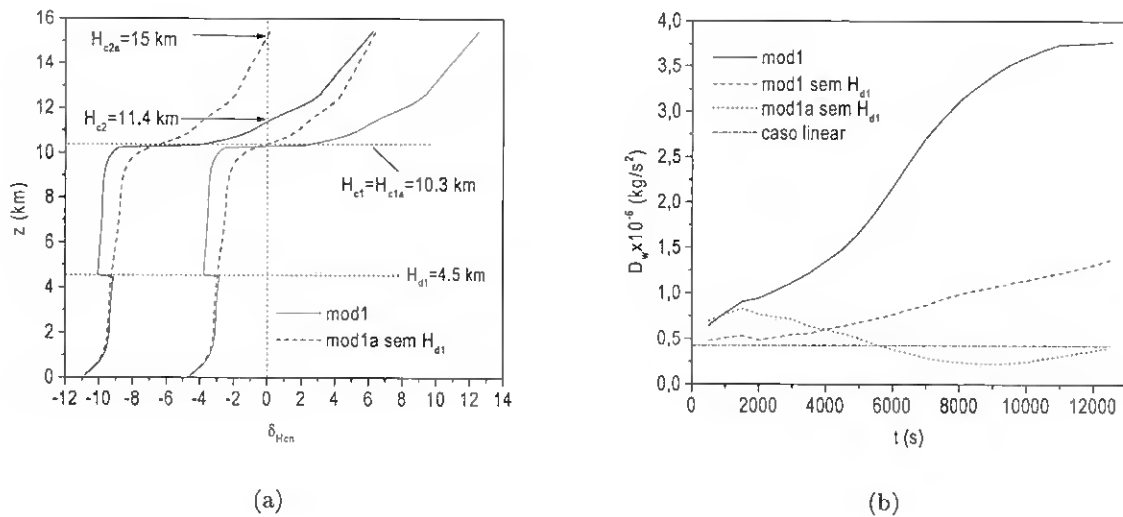 16
14
12
10
8
6
4
2
0
z (km)
H_c2a=15 km
H_c2=11.4 km
H_c1=H_c1a=10.3 km
H_d1=4.5 km
mod1
mod1a sem H_d1
-12 -10 -8 -6 -4 -2 0 2 4 6 8 10 12 14
δ_Hcn
(a)
4,0
3,5
3,0
2,5
2,0
1,5
1,0
0,5
0,0
D_w x10^-6 (kg/s²)
mod1
mod1 sem H_d1
mod1a sem H_d1
caso linear
0 2000 4000 6000 8000 10000 12000
t (s)
(b)